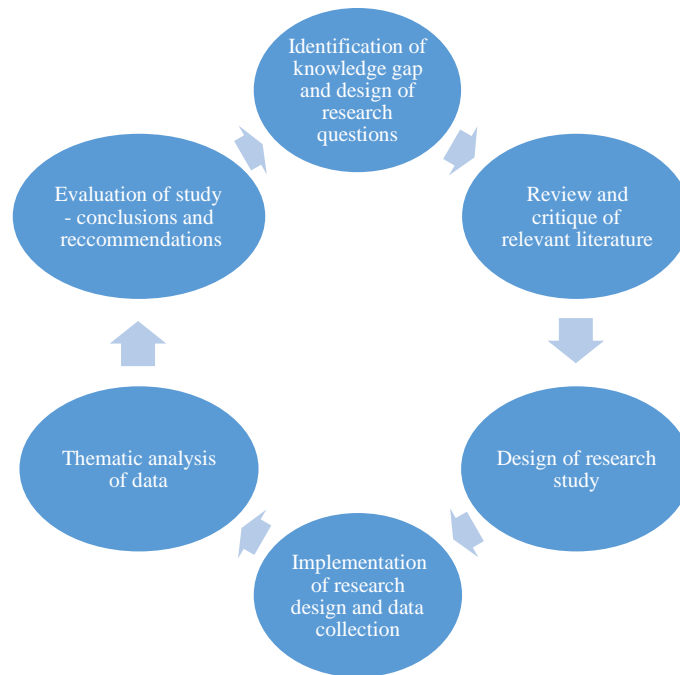 Identification of
knowledge gap
and design of
research
questions
Review and
critique of
relevant literature
Design of research
study
Implementation
of research
design and data
collection
Thematic analysis
of data
Evaluation of study
- conclusions and
reccommendations